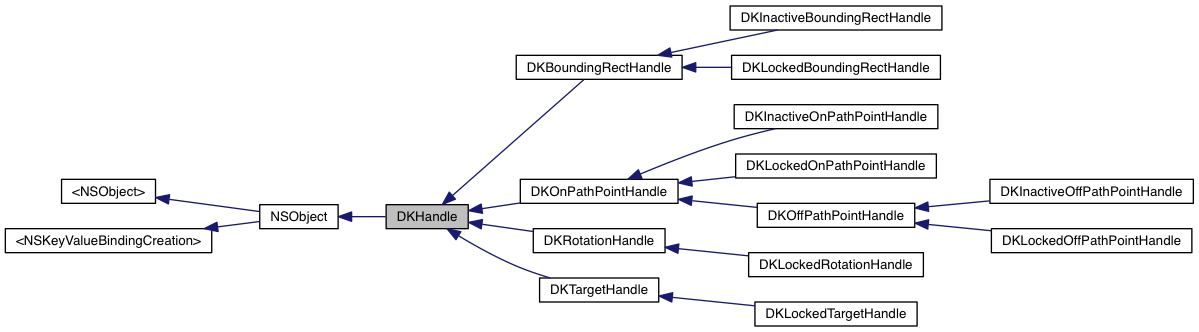 DKInactiveBoundingRectHandle
DKBoundingRectHandle
DKLockedBoundingRectHandle
DKInactiveOnPathPointHandle
DKLockedOnPathPointHandle
<NSObject>
DKOnPathPointHandle
DKInactiveOffPathPointHandle
NSObject
DKHandle
DKOffPathPointHandle
<NSKeyValueBindingCreation>
DKRotationHandle
DKLockedOffPathPointHandle
DKLockedRotationHandle
DKTargetHandle
DKLockedTargetHandle